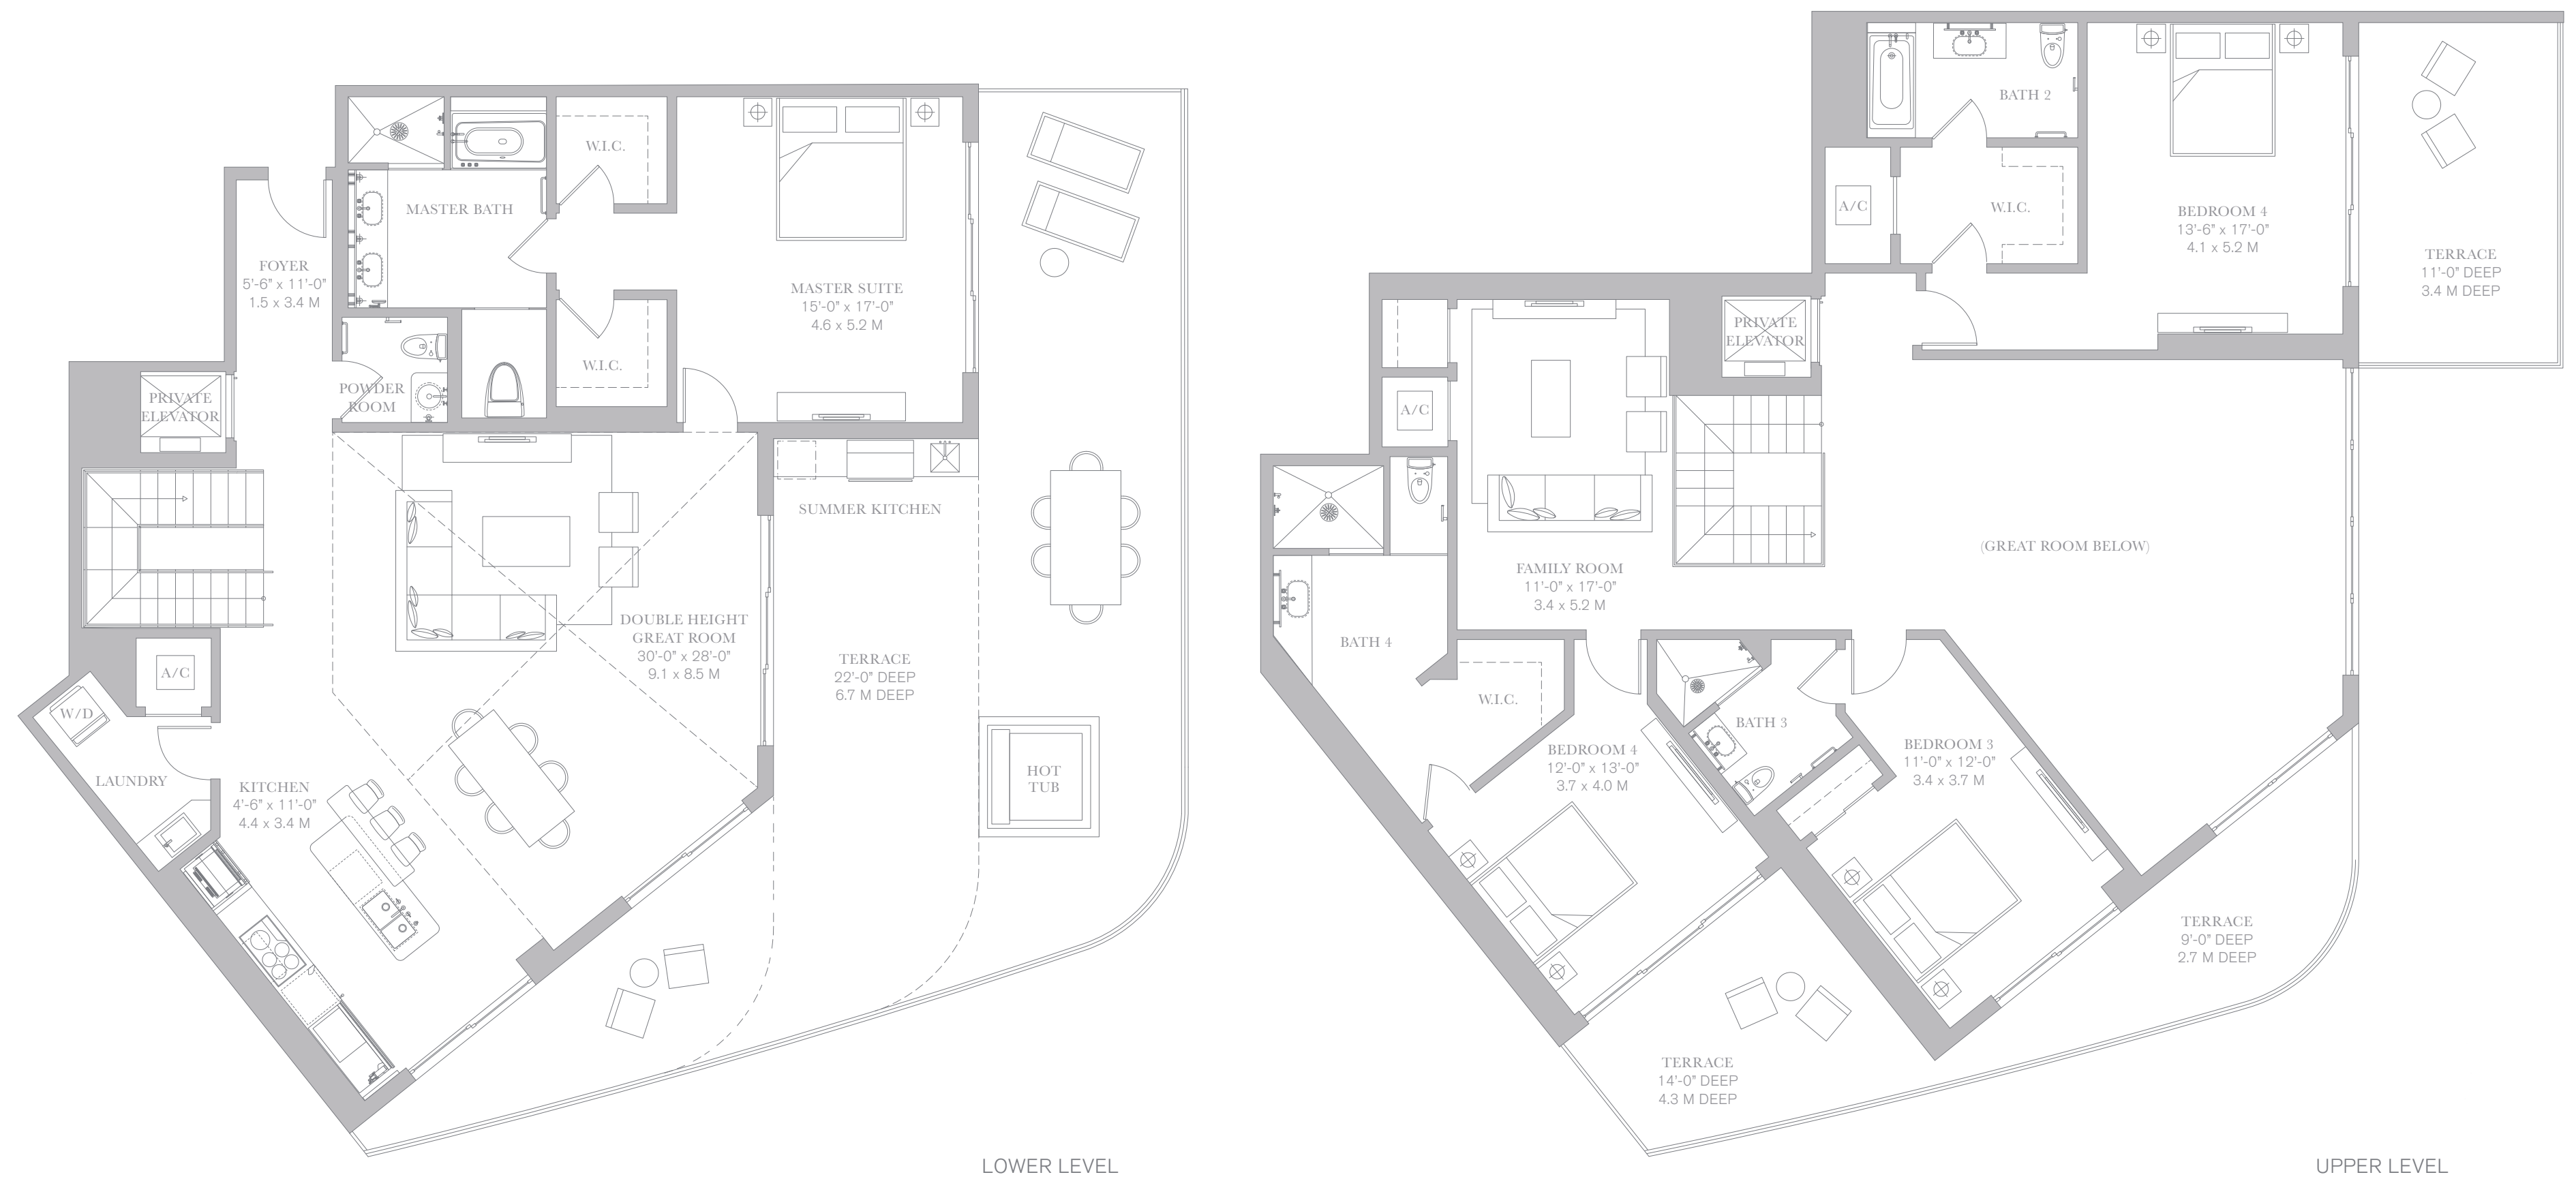 W.I.C.
MASTER BATH
FOYER
5'-6" x 11'-0"
1.5 x 3.4 M
MASTER SUITE
15'-0" x 17'-0"
4.6 x 5.2 M
W.I.C.
POWDER
ROOM
PRIVATE
ELEVATOR
SUMMER KITCHEN
DOUBLE HEIGHT
GREAT ROOM
30'-0" x 28'-0"
9.1 x 8.5 M
TERRACE
22'-0" DEEP
6.7 M DEEP
A/C
W/D
LAUNDRY
KITCHEN
4'-6" x 11'-0"
4.4 x 3.4 M
HOT
TUB
LOWER LEVEL
BATH 2
A/C
W.I.C.
BEDROOM 4
13'-6" x 17'-0"
4.1 x 5.2 M
TERRACE
11'-0" DEEP
3.4 M DEEP
PRIVATE
ELEVATOR
A/C
(GREAT ROOM BELOW)
FAMILY ROOM
11'-0" x 17'-0"
3.4 x 5.2 M
BATH 4
W.I.C.
BATH 3
BEDROOM 4
12'-0" x 13'-0"
3.7 x 4.0 M
BEDROOM 3
11'-0" x 12'-0"
3.4 x 3.7 M
TERRACE
9'-0" DEEP
2.7 M DEEP
TERRACE
14'-0" DEEP
4.3 M DEEP
UPPER LEVEL